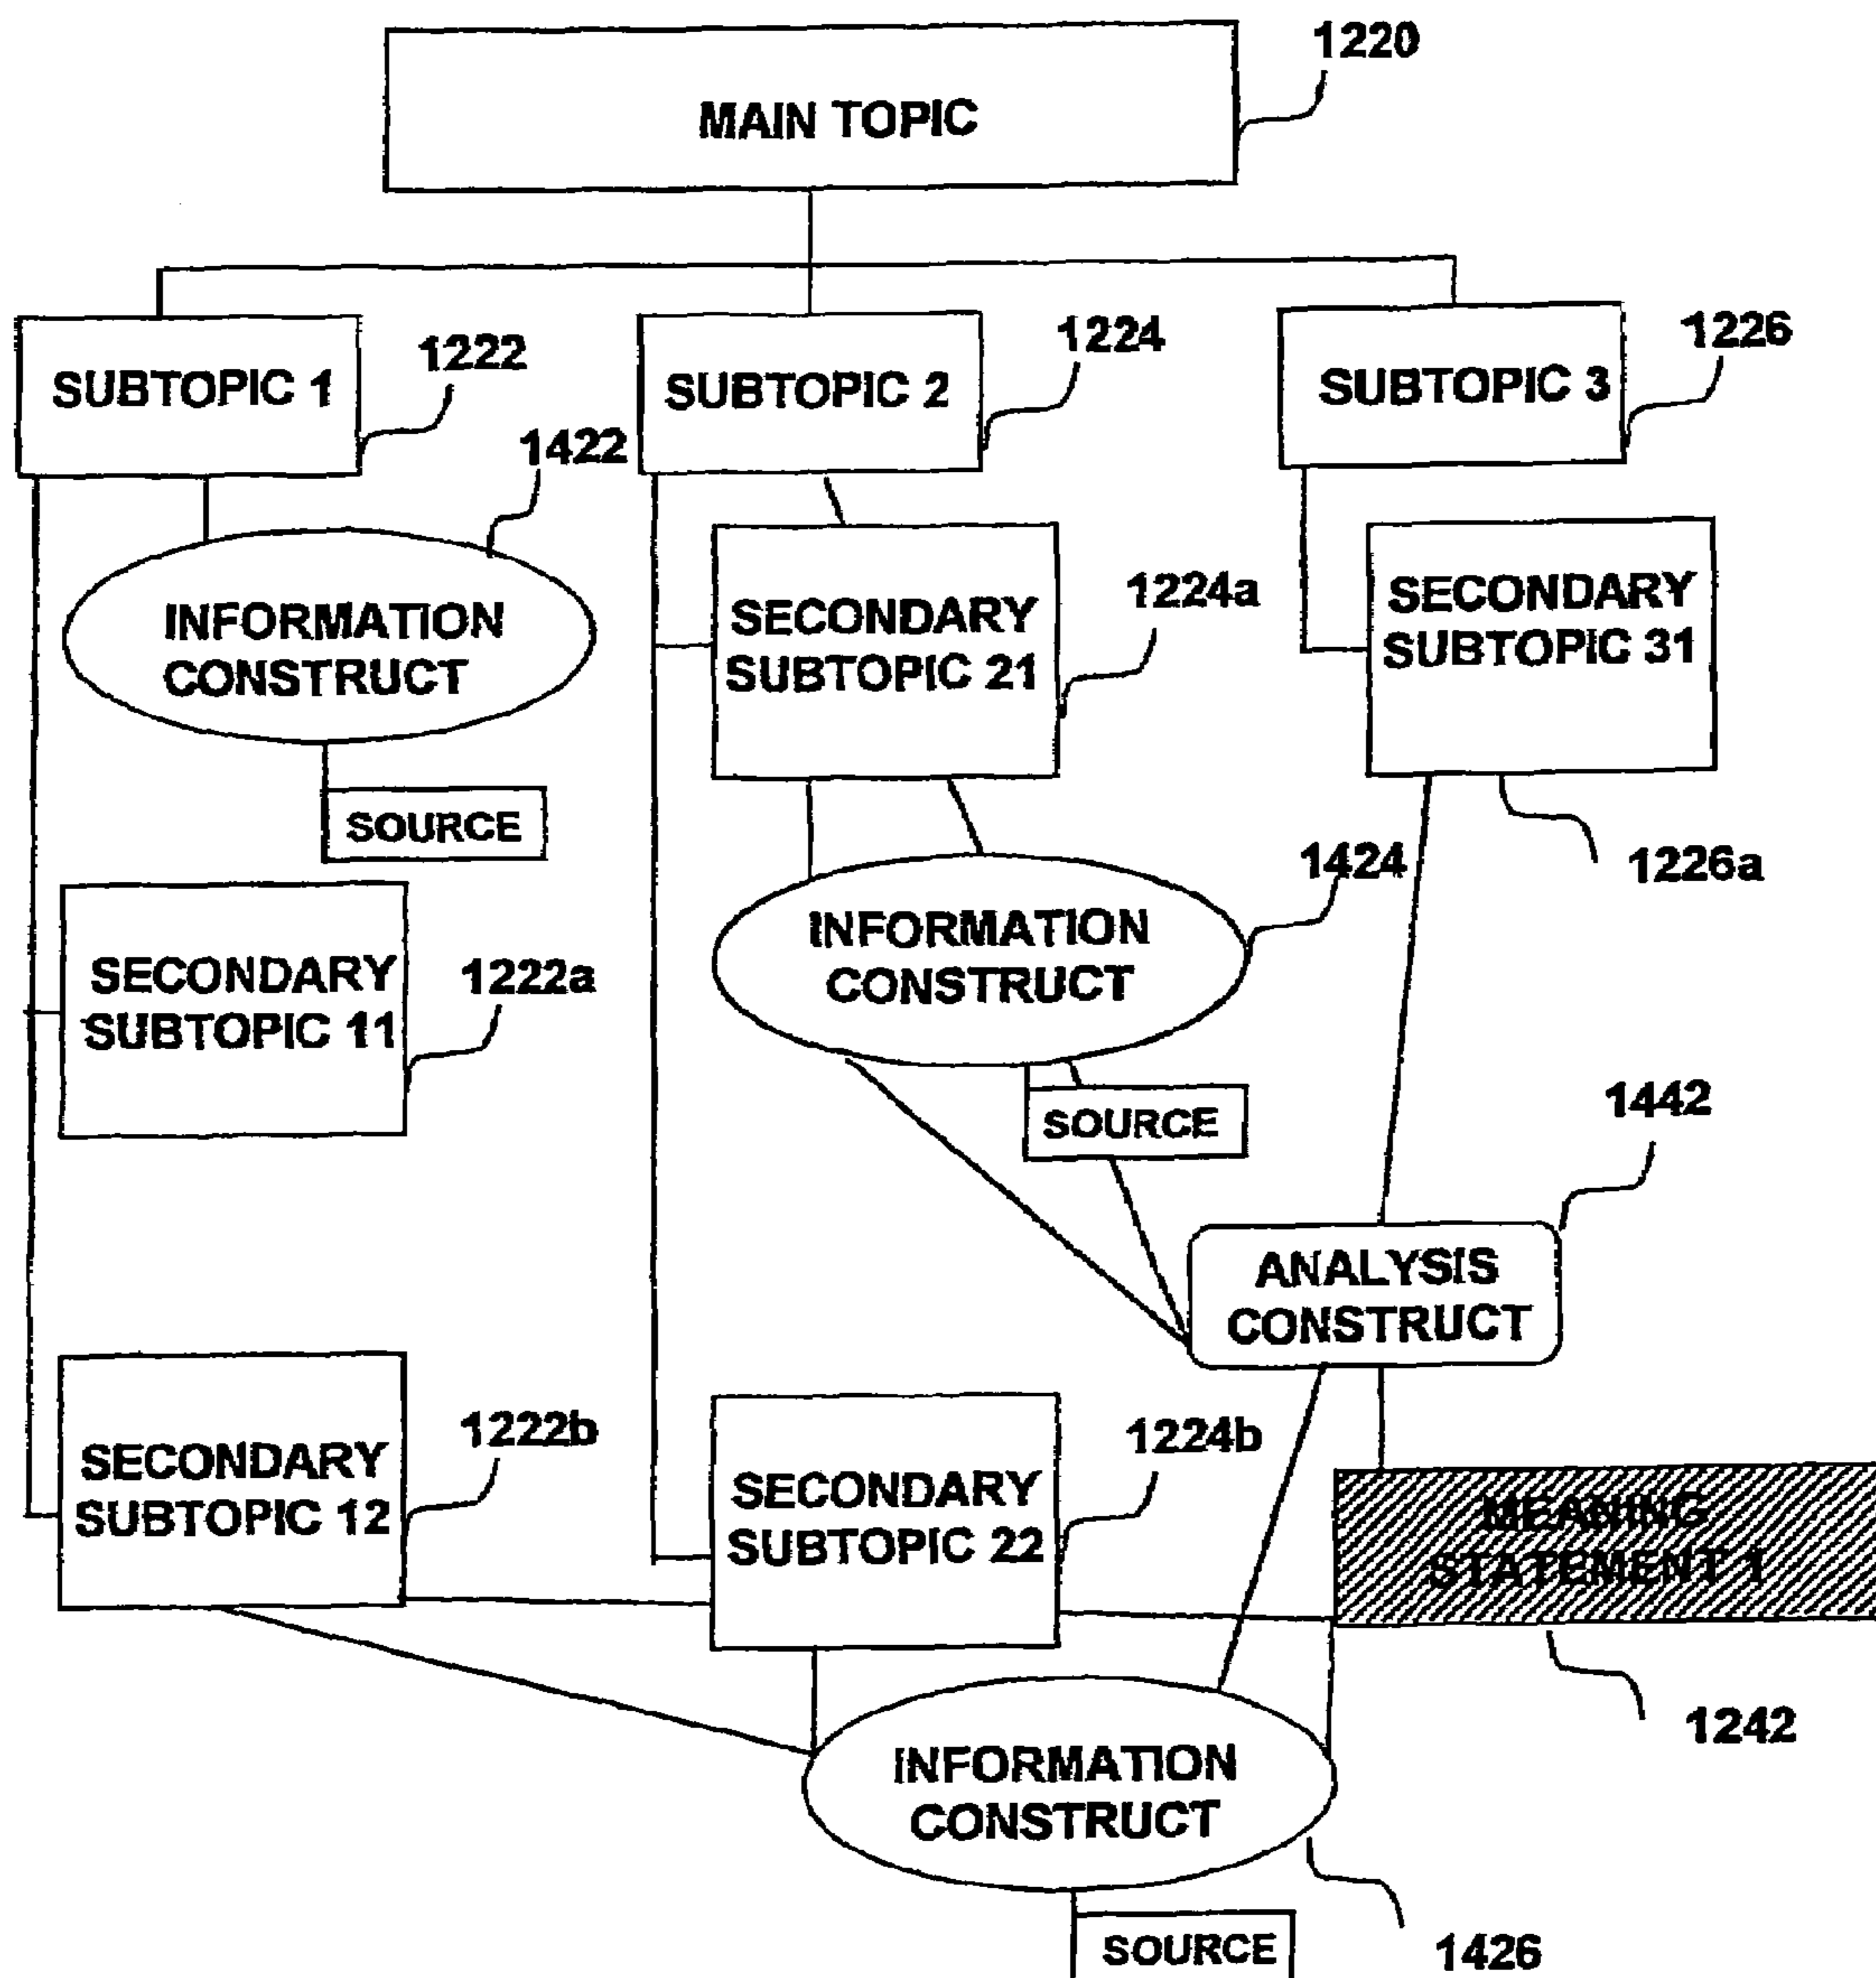 1220
MAIN TOPIC
SUBTOPIC 1
1222
SUBTOPIC 2
1224
SUBTOPIC 3
1226
1422
INFORMATION
CONSTRUCT
SOURCE
SECONDARY
SUBTOPIC 21
1224a
SECONDARY
SUBTOPIC 31
1226a
INFORMATION
CONSTRUCT
1424
SOURCE
SECONDARY
SUBTOPIC 11
1222a
1442
ANALYSIS
CONSTRUCT
SECONDARY
SUBTOPIC 12
1222b
SECONDARY
SUBTOPIC 22
1224b
MEANING
STATEMENT 1
1242
INFORMATION
CONSTRUCT
1426
SOURCE